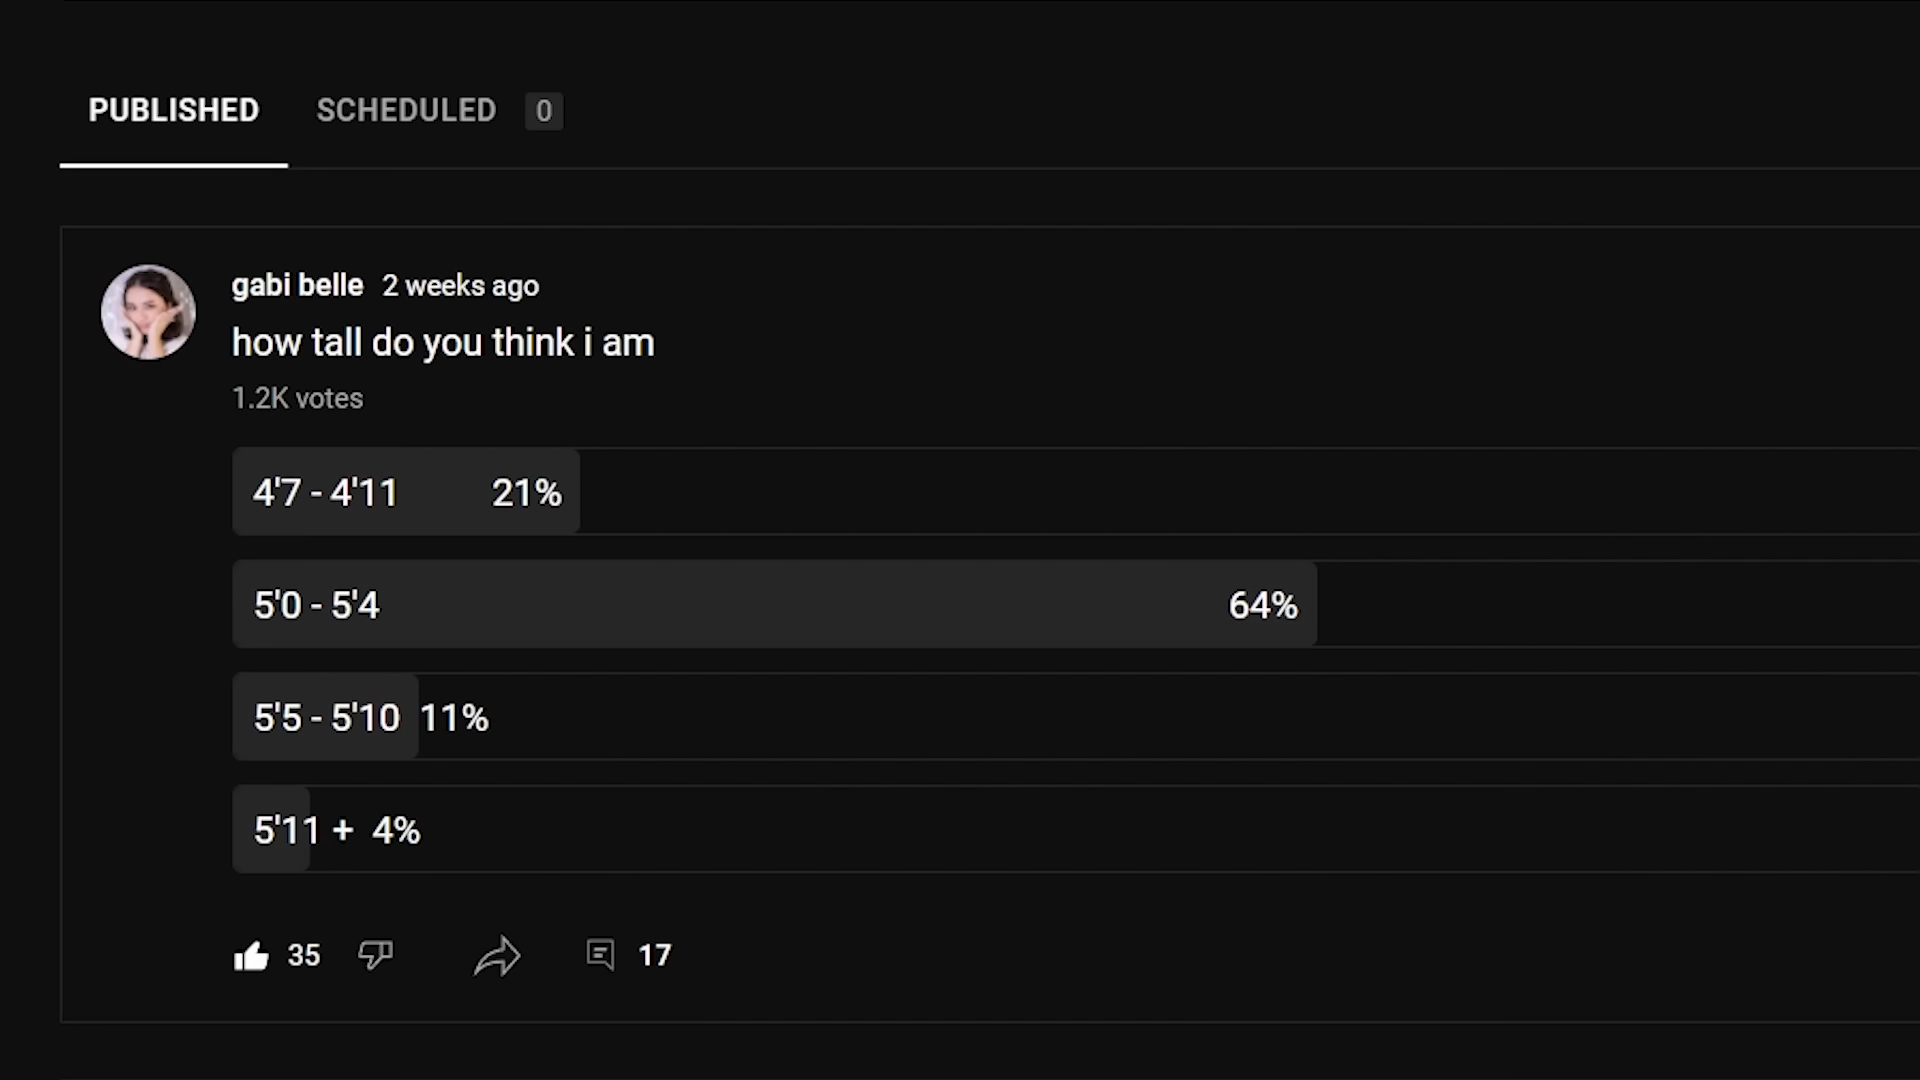 PUBLISHED SCHEDULED 0
gabi belle 2 weeks ago
how tall do you think i am
1.2K votes
4'7 - 4'11 21%
5'0 - 5'4 64%
5'5 - 5'10 11%
5'11 + 4%
35 17